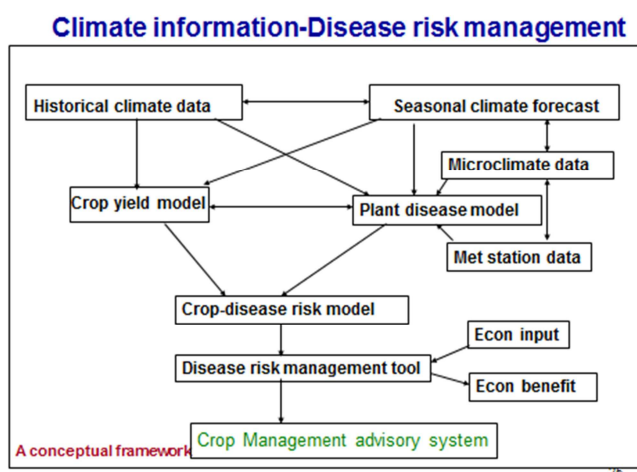 Climate information-Disease risk management
Historical climate data
Seasonal climate forecast
Microclimate data
Crop yield model
Plant disease model
Met station data
Crop-disease risk model
Econ input
Disease risk management tool
Econ benefit
Crop Management advisory system
A conceptual framework